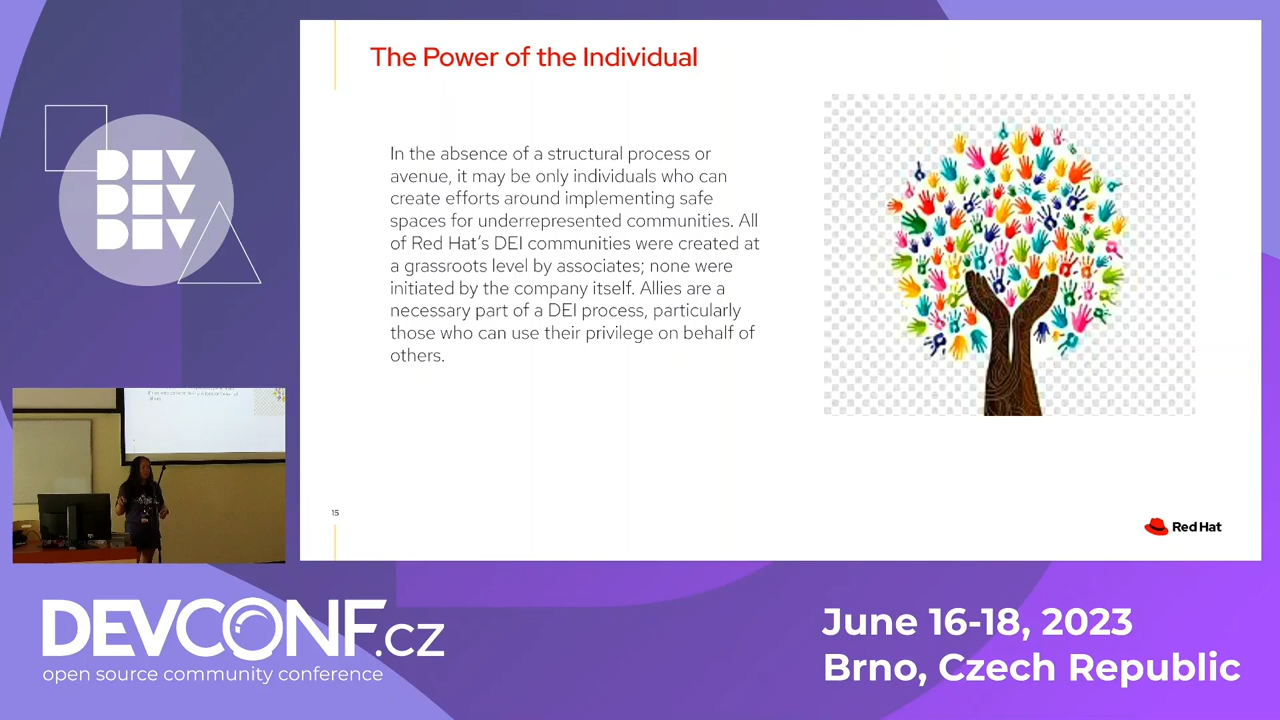 The Power of the Individual
In the absence of a structural process or
avenue, it may be only individuals who can
create efforts around implementing safe
spaces for underrepresented communities. All
of Red Hat's DEI communities were created at
a grassroots level by associates; none were
initiated by the company itself. Allies are a
necessary part of a DEI process, particularly
those who can use their privilege on behalf of
others.
15
Red Hat
DEV
DEV
DEV
DEVCONF.cz
open source community conference
June 16-18, 2023
Brno, Czech Republic